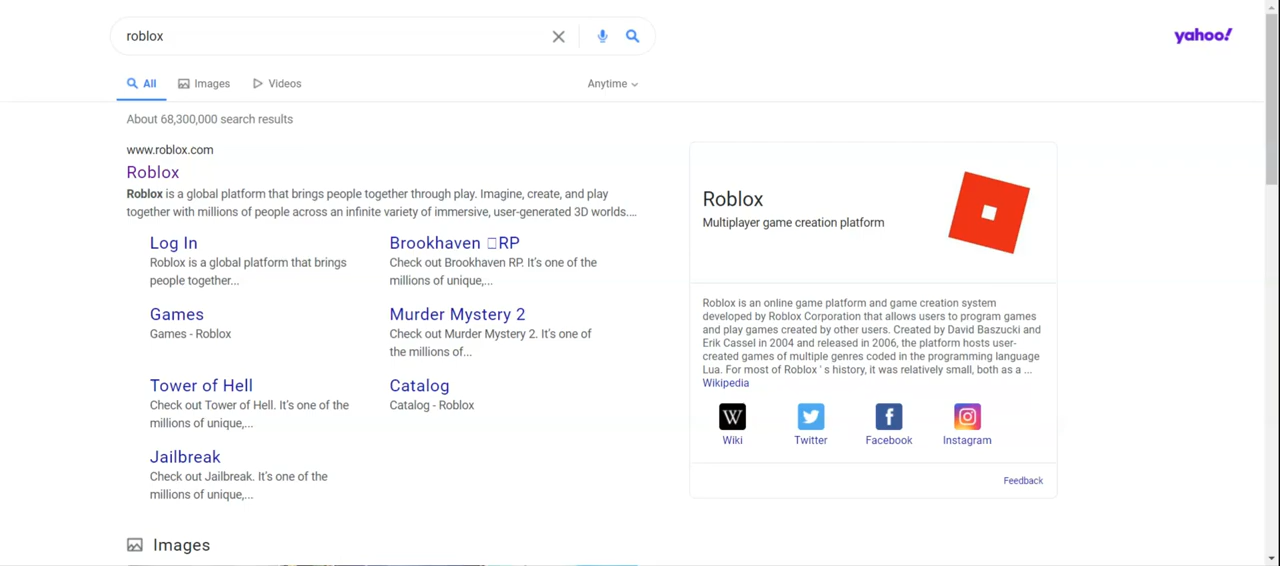 roblox
yahoo!
All
Images
Videos
Anytime
About 68,300,000 search results
www.roblox.com
Roblox
Roblox is a global platform that brings people together through play. Imagine, create, and play
together with millions of people across an infinite variety of immersive, user-generated 3D worlds....
Log In
Roblox is a global platform that brings
people together...
Brookhaven □RP
Check out Brookhaven RP. It's one of the
millions of unique,...
Games
Games - Roblox
Murder Mystery 2
Check out Murder Mystery 2. It's one of
the millions of...
Tower of Hell
Check out Tower of Hell. It's one of the
millions of unique,...
Catalog
Catalog - Roblox
Jailbreak
Check out Jailbreak. It's one of the
millions of unique,...
Images
Roblox
Multiplayer game creation platform
Roblox is an online game platform and game creation system
developed by Roblox Corporation that allows users to program games
and play games created by other users. Created by David Baszucki and
Erik Cassel in 2004 and released in 2006, the platform hosts user-
created games of multiple genres coded in the programming language
Lua. For most of Roblox ' s history, it was relatively small, both as a ...
Wikipedia
W
Wiki
Twitter
f
Facebook
Instagram
Feedback